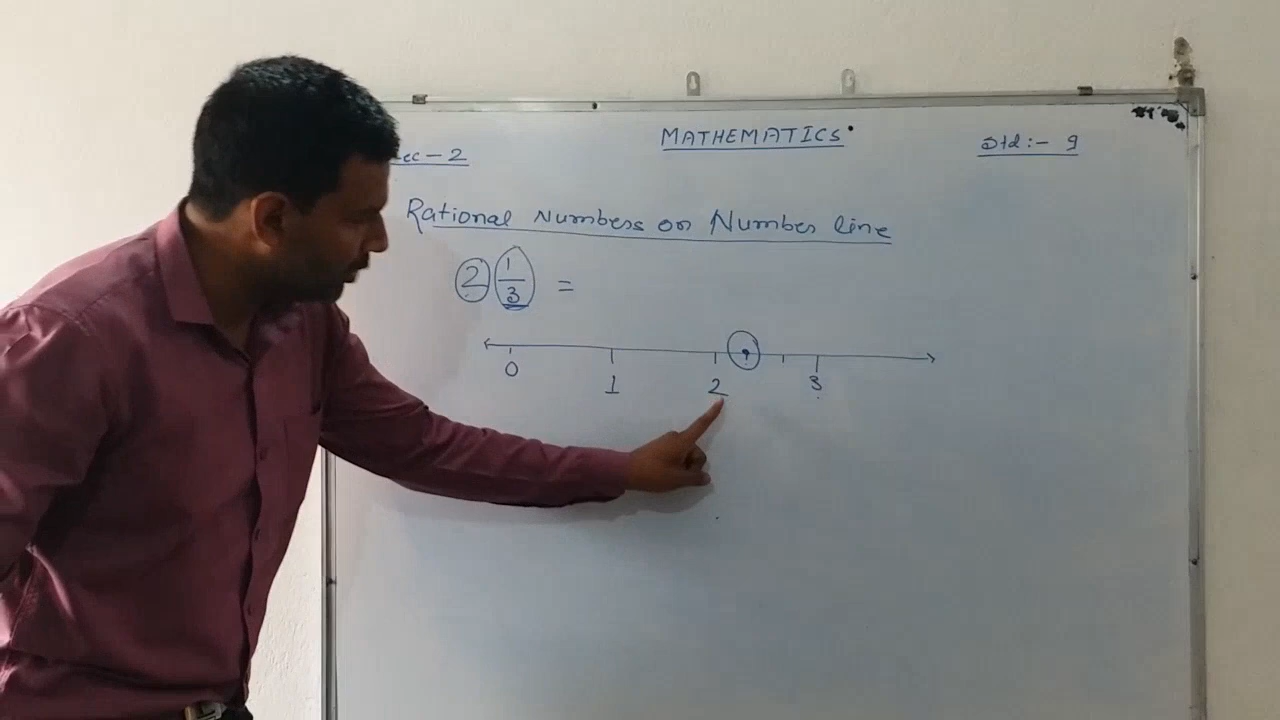 MATHEMATICS
ec - 2
Std :- 9
Rational Numbers on Number line
2 1/3 =
0 1 2 3